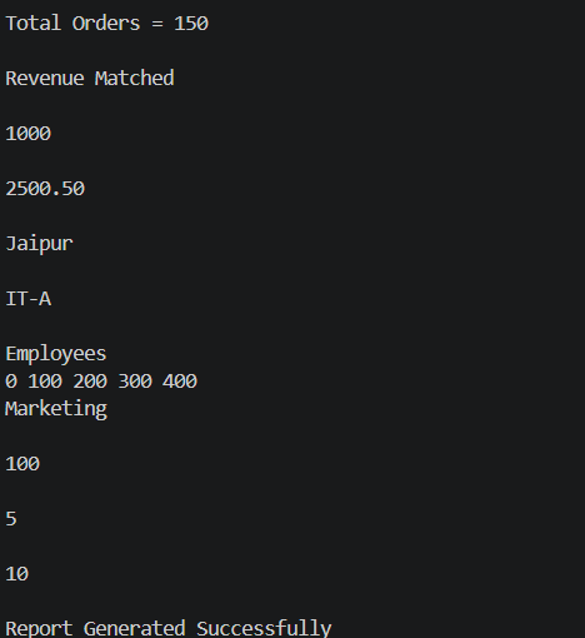 Total Orders = 150
Revenue Matched
1000
2500.50
Jaipur
IT-A
Employees
0 100 200 300 400
Marketing
100
5
10
Report Generated Successfully